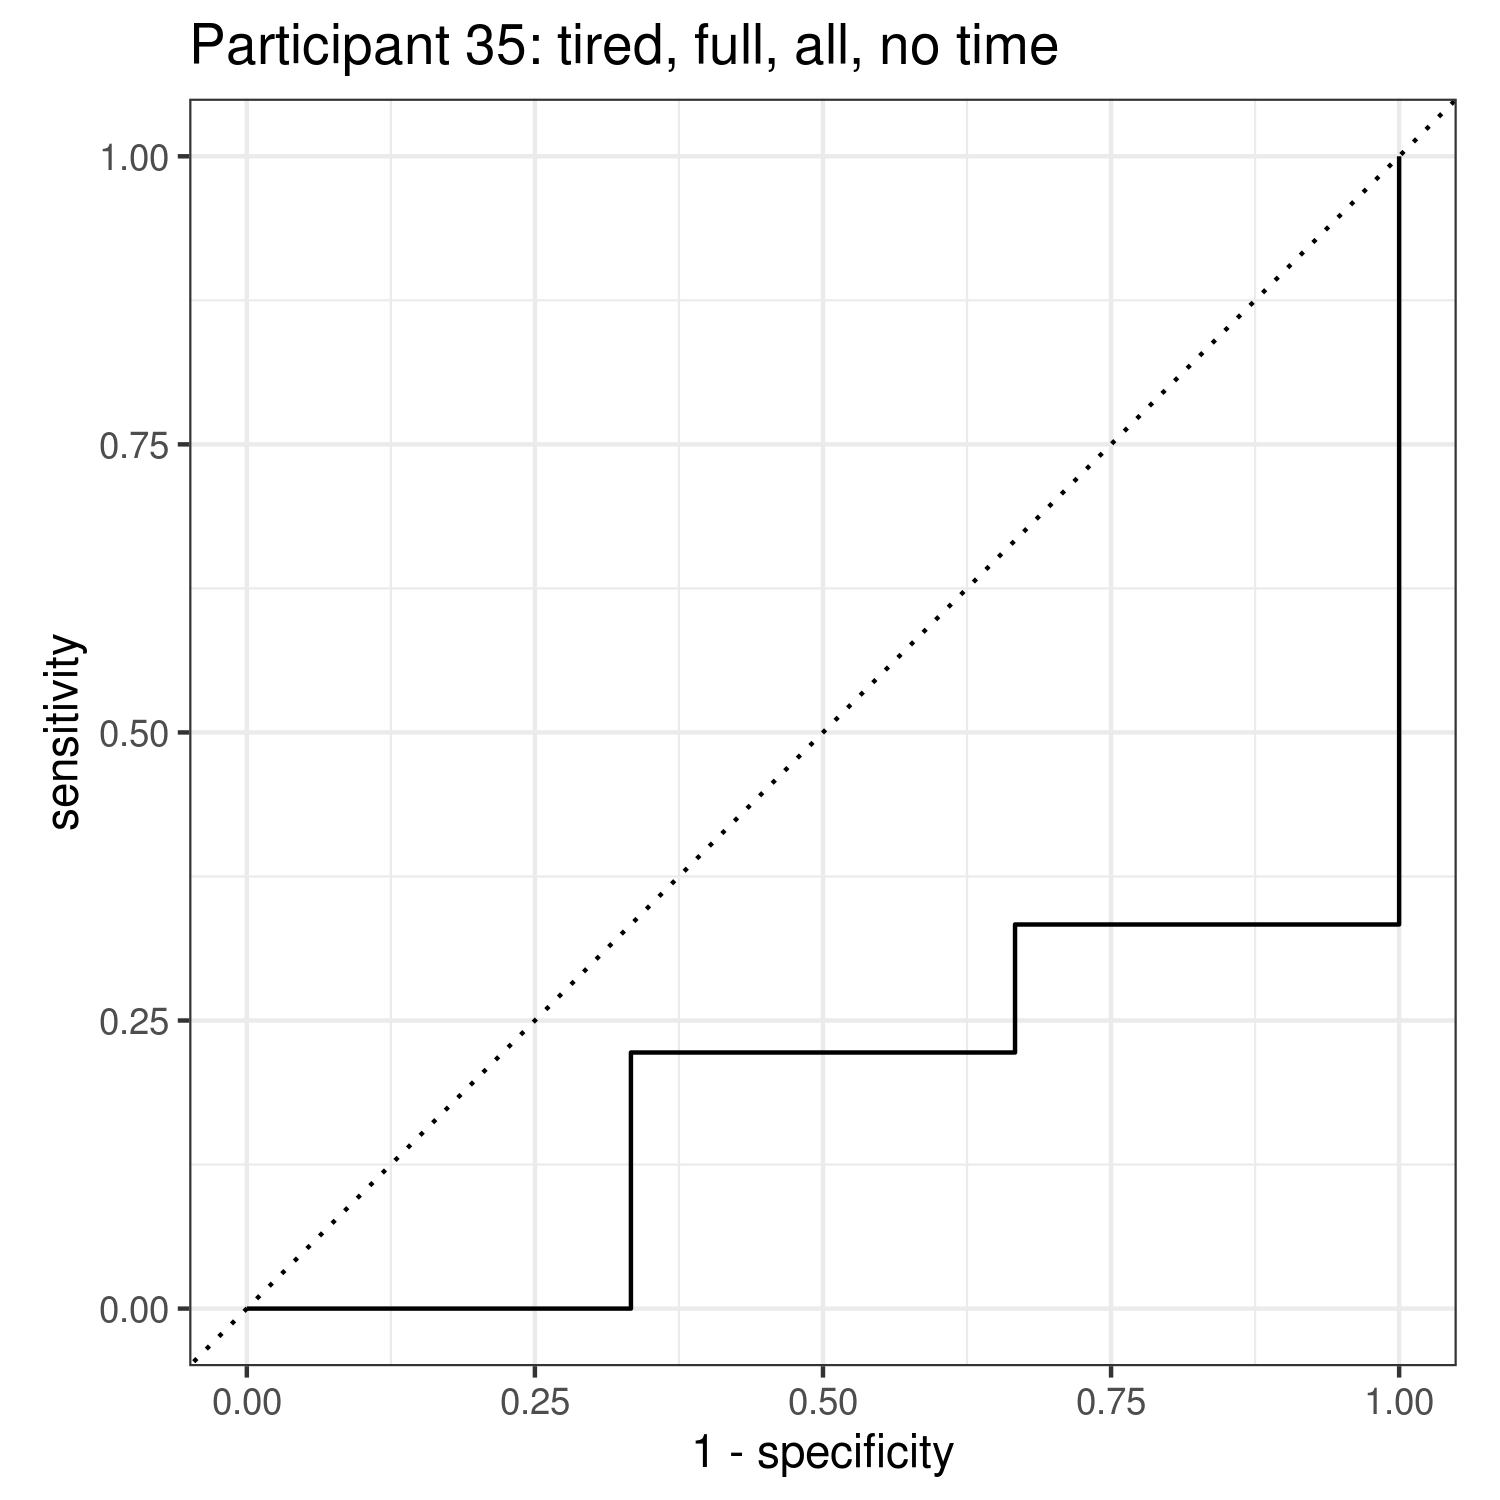 Participant 35: tired, full, all, no time
1.00
0.75
0.50
0.25
0.00
sensitivity
0.00 0.25 0.50 0.75 1.00
1 - specificity